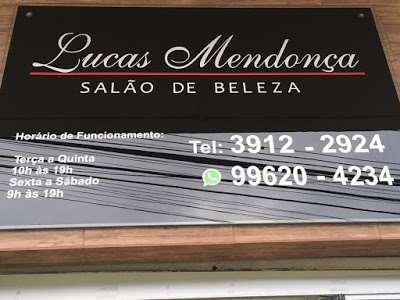 Lucas Mendonça
SALÃO DE BELEZA
Horário de Funcionamento:
Terça a Quinta
10h às 19h
Sexta a Sábado
9h às 19h
Tel: 3912 - 2924
99620 - 4234